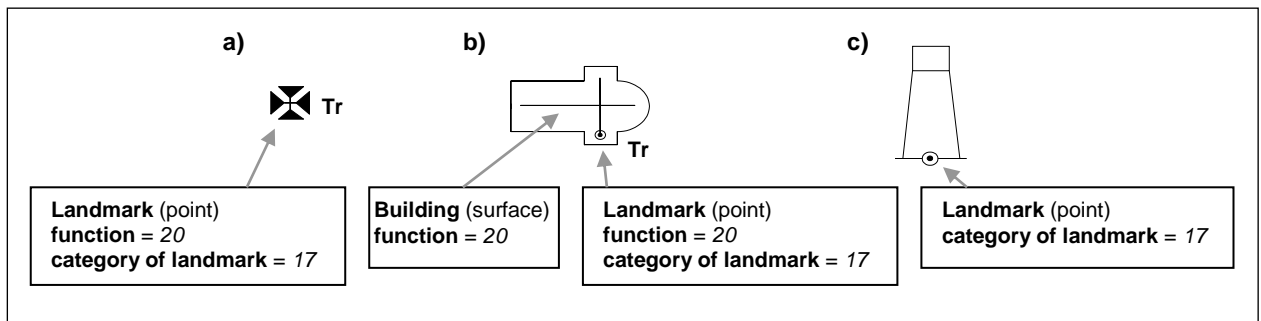 a)
Tr
Landmark (point)
function = 20
category of landmark = 17
b)
Tr
Building (surface)
function = 20
Landmark (point)
function = 20
category of landmark = 17
c)
Landmark (point)
category of landmark = 17